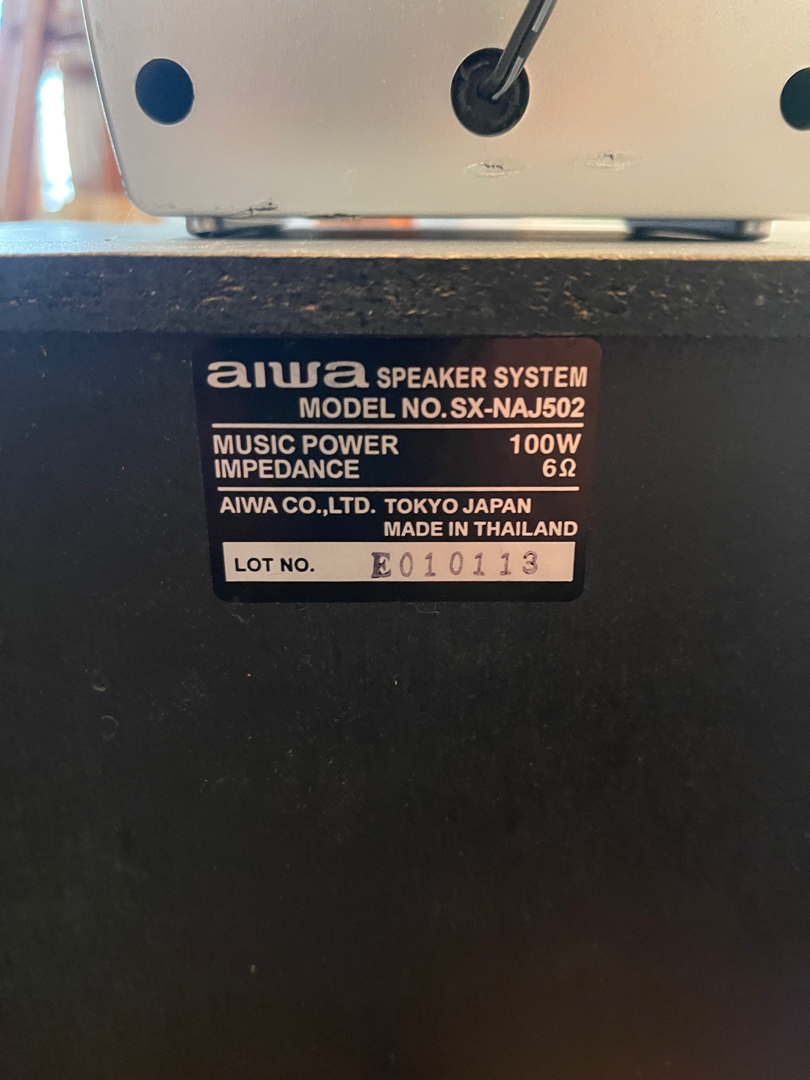 aiwa SPEAKER SYSTEM
MODEL NO. SX-NAJ502
MUSIC POWER 100W
IMPEDANCE 6Ω
AIWA CO.,LTD. TOKYO JAPAN
MADE IN THAILAND
LOT NO. E010113